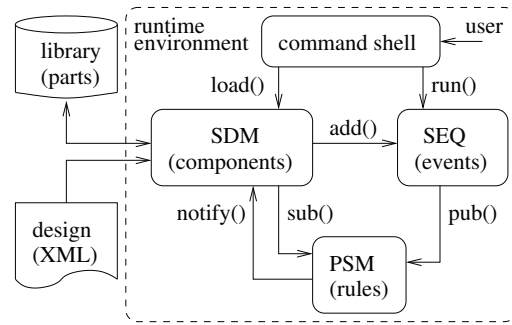 runtime
environment
command shell
user
library
(parts)
load()
run()
SDM
(components)
add()
SEQ
(events)
design
(XML)
notify()
sub()
pub()
PSM
(rules)